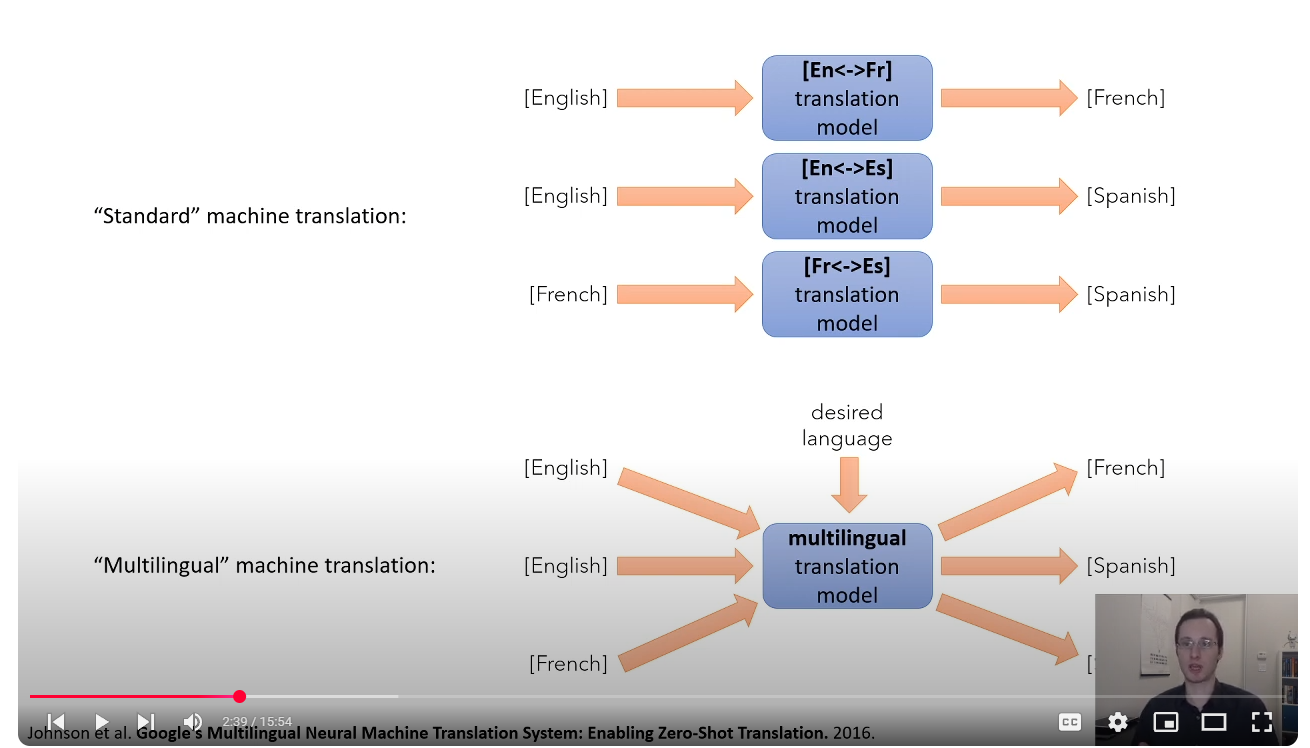 [En<->Fr]
[English]
translation
[French]
model
[En<->Es]
[English]
translation
[Spanish]
“Standard” machine translation:
model
[Fr<->Es]
[French]
translation
[Spanish]
model
desired
language
[English]
[French]
multilingual
“Multilingual” machine translation:
[English]
translation
[Spanish]
model
[French]
[
2:39 / 15:54
CC
Johnson et al. Google's Multilingual Neural Machine Translation System: Enabling Zero-Shot Translation. 2016.